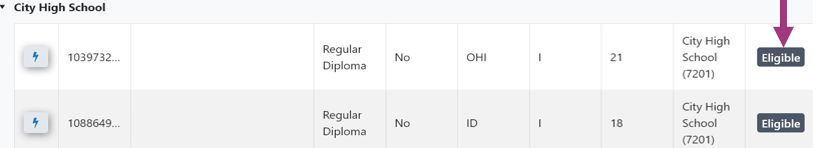 City High School
1039732...
Regular
Diploma
No
OHI
I
21
City High
School
(7201)
Eligible
1088649...
Regular
Diploma
No
ID
I
18
City High
School
(7201)
Eligible